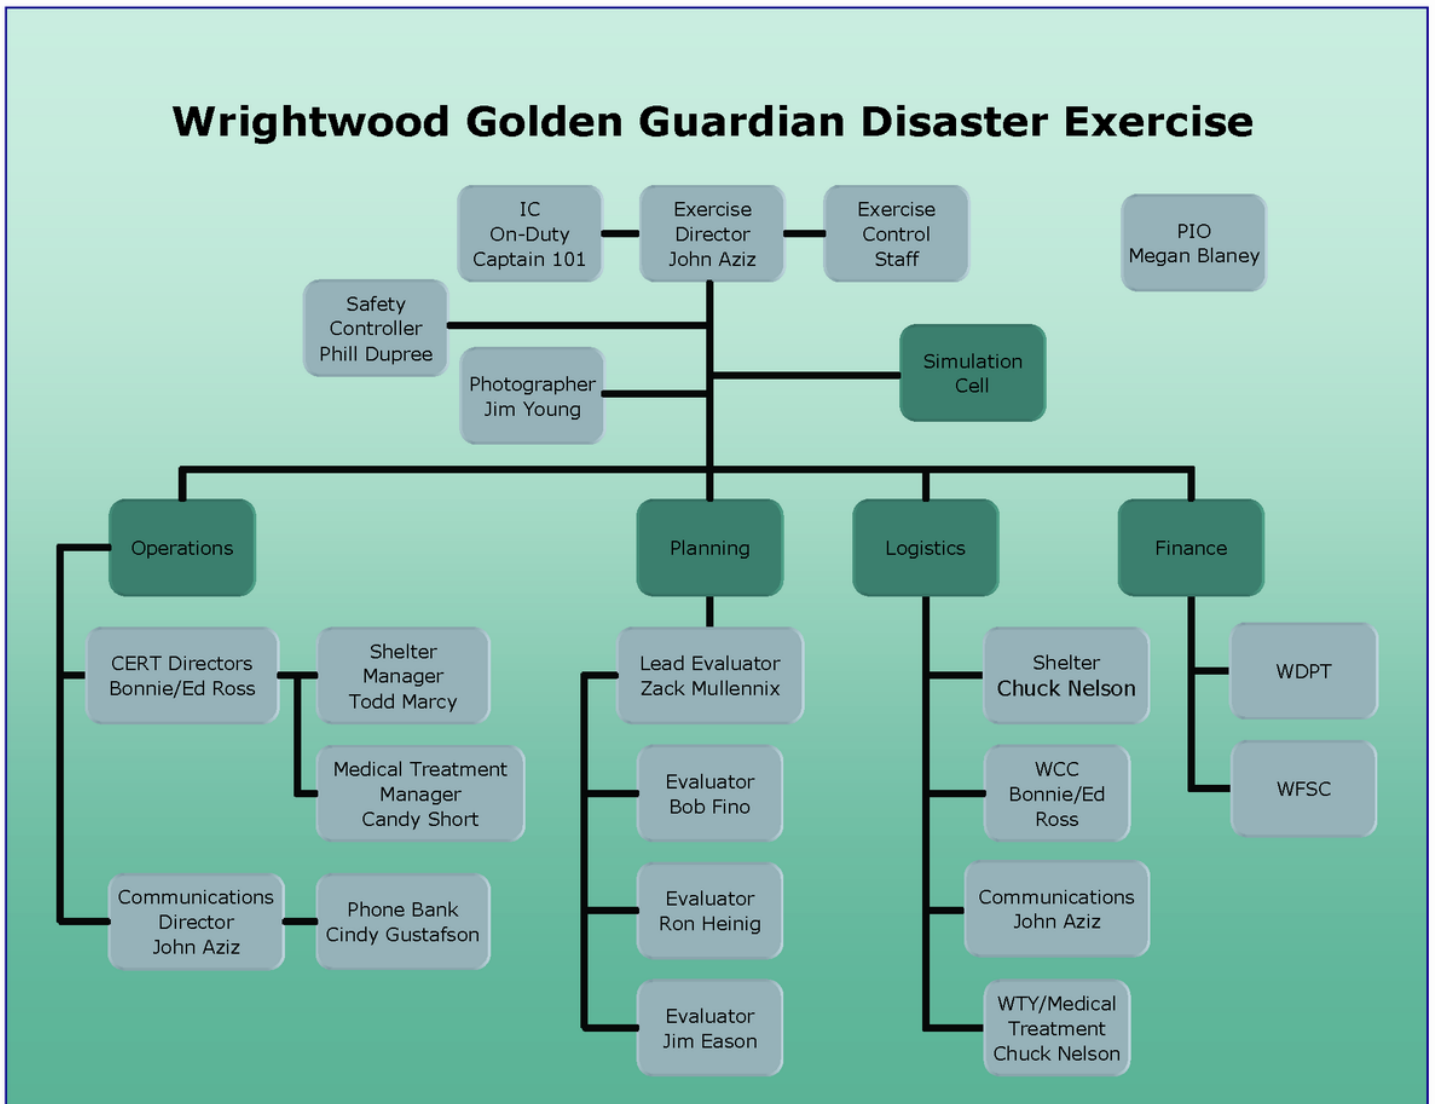 Wrightwood Golden Guardian Disaster Exercise
IC
On-Duty
Captain 101
Exercise
Director
John Aziz
Exercise
Control
Staff
PIO
Megan Blaney
Safety
Controller
Phill Dupree
Photographer
Jim Young
Simulation
Cell
Operations
Planning
Logistics
Finance
CERT Directors
Bonnie/Ed Ross
Shelter
Manager
Todd Marcy
Medical Treatment
Manager
Candy Short
Communications
Director
John Aziz
Phone Bank
Cindy Gustafson
Lead Evaluator
Zack Mullennix
Evaluator
Bob Fino
Evaluator
Ron Heinig
Evaluator
Jim Eason
Shelter
Chuck Nelson
WCC
Bonnie/Ed
Ross
Communications
John Aziz
WTY/Medical
Treatment
Chuck Nelson
WDPT
WFSC